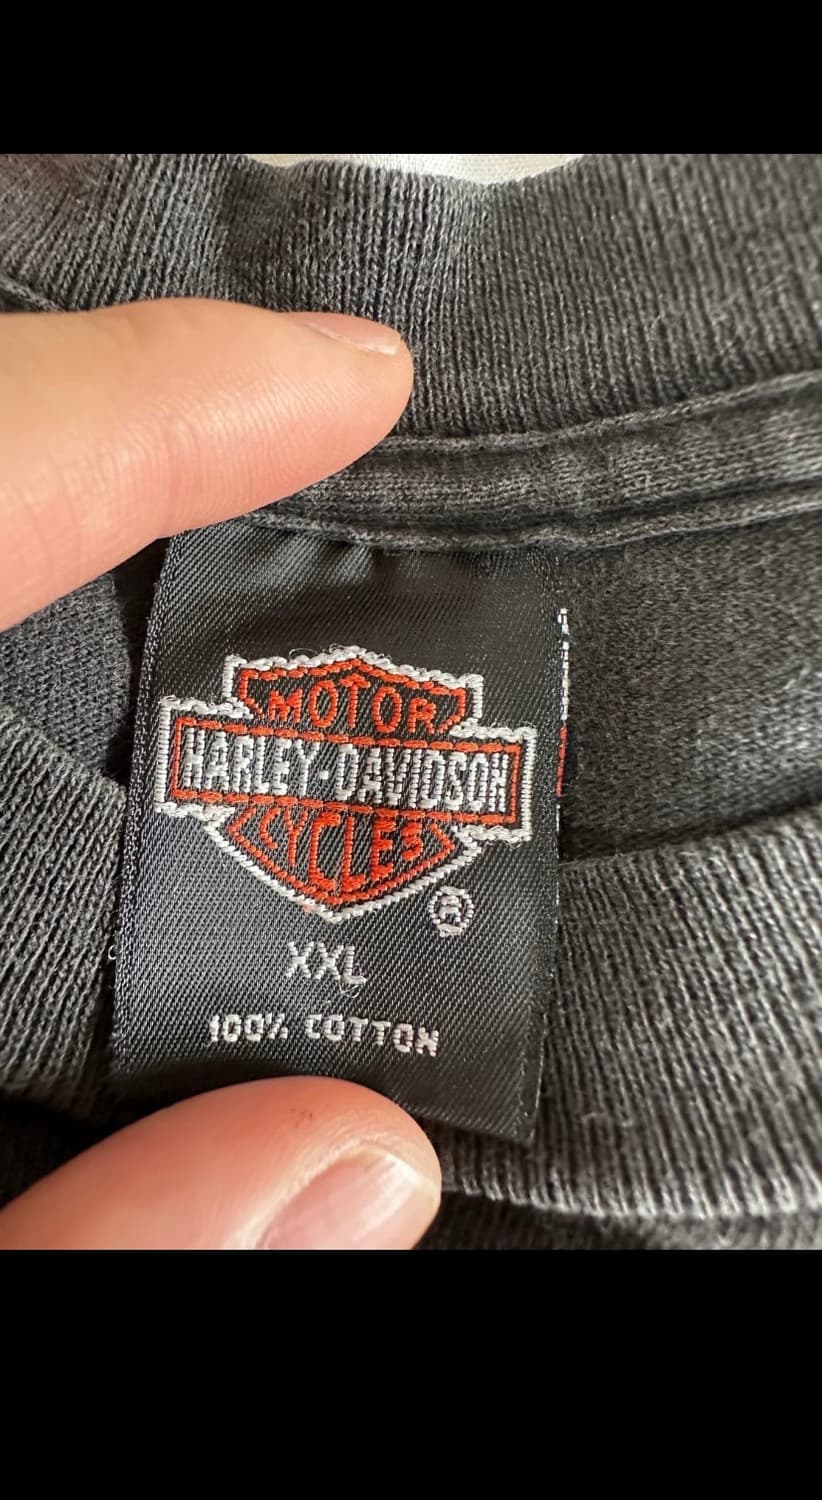 MOTOR
HARLEY-DAVIDSON
CYCLES
®
XXL
100% COTTON